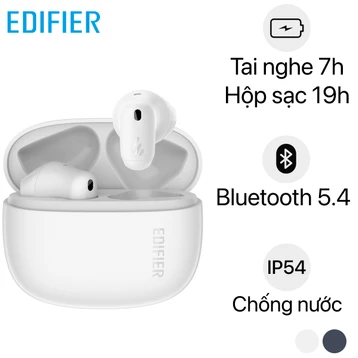 EDIFIER
Tai nghe 7h
Hộp sạc 19h
Bluetooth 5.4
IP54
Chống nước
EDIFIER